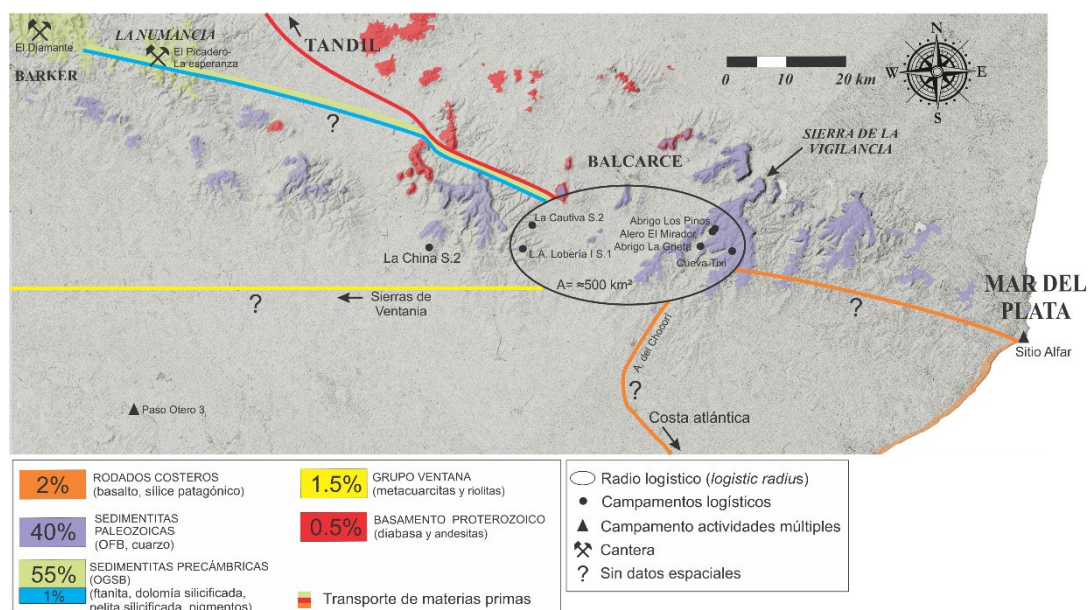 LA NUMANCIA
El Diamante
El Picadero-
La esperanza
BARKER
TANDIL
0 10 20 km
N
W E
S
SIERRA DE LA
VIGILANCIA
BALCARCE
?
La Cautiva S.2
Abrigo Los Pinos
Alero El Mirador
Abrigo La Grieta
Cueva Tixi
La China S.2
L.A. Lobería I S.1
A= ≈500 km²
?
Sierras de
Ventania
?
MAR DEL
PLATA
Sitio Alfar
A. del Chocorí
?
Costa atlántica
Paso Otero 3
2% RODADOS COSTEROS
(basalto, sílice patagónico)
40% SEDIMENTITAS
PALEOZOICAS
(OFB, cuarzo)
55% SEDIMENTITAS PRECÁMBRICAS
(OGSB)
1% (ftanita, dolomía silicificada,
pelita silicificada, pigmentos)
1.5% GRUPO VENTANA
(metacuarcitas y riolitas)
0.5% BASAMENTO PROTEROZOICO
(diabasa y andesitas)
Transporte de materias primas
Radio logístico (logistic radius)
Campamentos logísticos
Campamento actividades múltiples
Cantera
? Sin datos espaciales